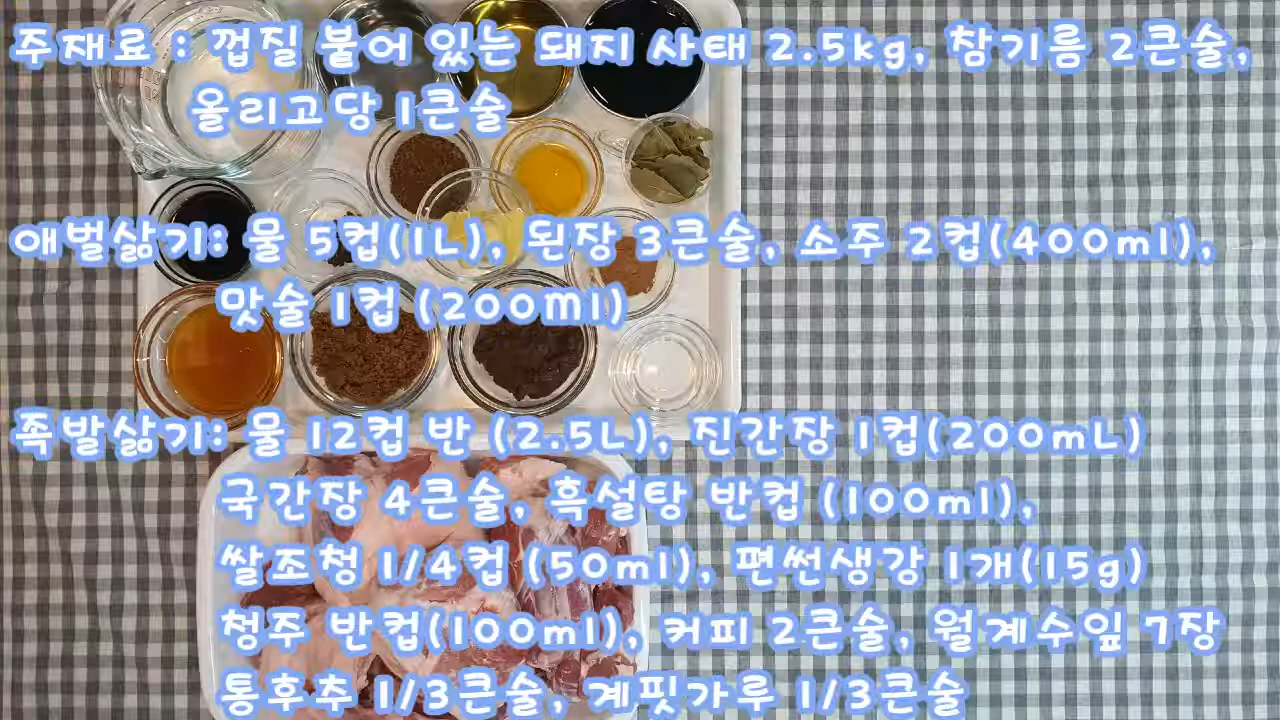 주재료 : 껍질 붙어 있는 돼지 사태 2.5kg, 참기름 2큰술,
올리고당 1큰술
애벌삶기: 물 5컵(1L), 된장 3큰술, 소주 2컵(400ml),
맛술 1컵 (200ml)
족발삶기: 물 12컵 반 (2.5L), 진간장 1컵(200mL)
국간장 4큰술, 흑설탕 반컵 (100ml),
쌀조청 1/4컵 (50ml), 편썬생강 1개(15g)
청주 반컵(100ml), 커피 2큰술, 월계수잎 7장
통후추 1/3큰술, 계핏가루 1/3큰술